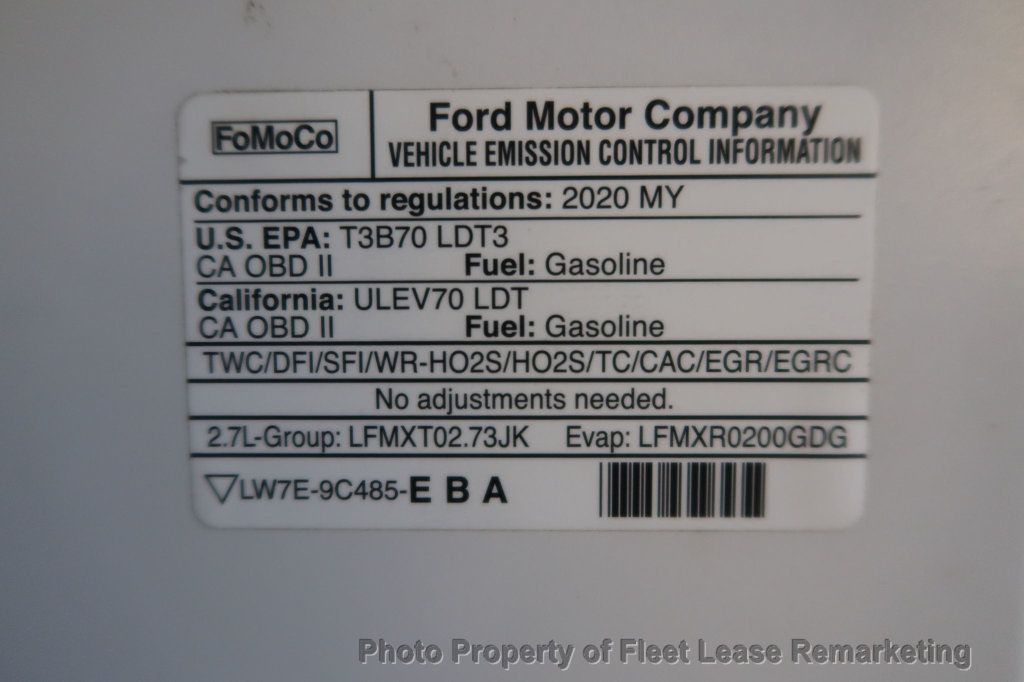 FoMoCo
Ford Motor Company
VEHICLE EMISSION CONTROL INFORMATION
Conforms to regulations: 2020 MY
U.S. EPA: T3B70 LDT3
CA OBD II Fuel: Gasoline
California: ULEV70 LDT
CA OBD II Fuel: Gasoline
TWC/DFI/SFI/WR-HO2S/HO2S/TC/CAC/EGR/EGRC
No adjustments needed.
2.7L-Group: LFMXT02.73JK Evap: LFMXR0200GDG
▽LW7E-9C485-E B A
Photo Property of Fleet Lease Remarketing